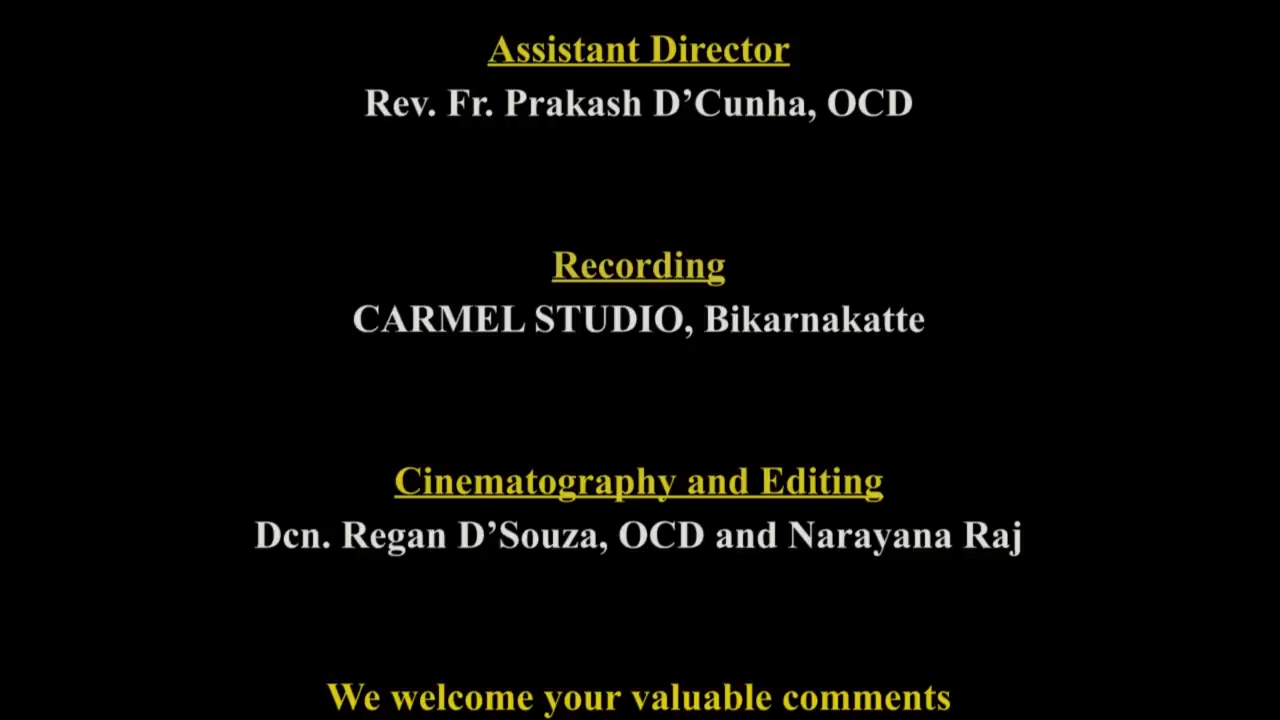 Assistant Director
Rev. Fr. Prakash D’Cunha, OCD
Recording
CARMEL STUDIO, Bikarnakatte
Cinematography and Editing
Dcn. Regan D’Souza, OCD and Narayana Raj
We welcome your valuable comments